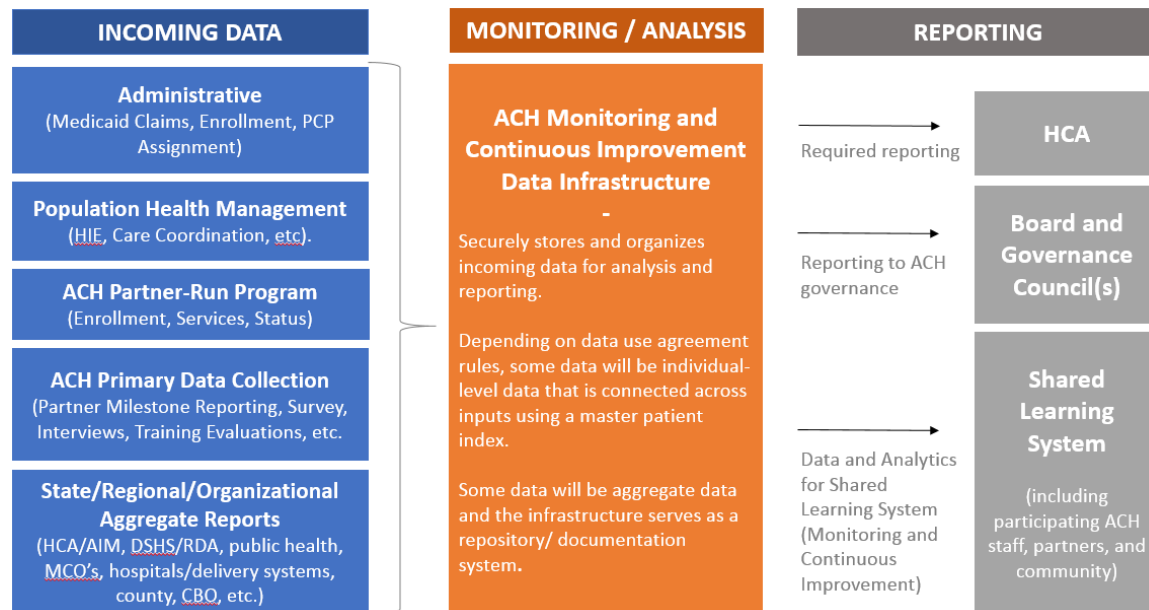 INCOMING DATA
Administrative
(Medicaid Claims, Enrollment, PCP
Assignment)
Population Health Management
(HIE, Care Coordination, etc).
ACH Partner-Run Program
(Enrollment, Services, Status)
ACH Primary Data Collection
(Partner Milestone Reporting, Survey,
Interviews, Training Evaluations, etc.
State/Regional/Organizational
Aggregate Reports
(HCA/AIM, DSHS/RDA, public health,
MCO's, hospitals/delivery systems,
county, CBO, etc.)
MONITORING / ANALYSIS
ACH Monitoring and
Continuous Improvement
Data Infrastructure
-
Securely stores and organizes
incoming data for analysis and
reporting.
Depending on data use agreement
rules, some data will be individual-
level data that is connected across
inputs using a master patient
index.
Some data will be aggregate data
and the infrastructure serves as a
repository/ documentation
system.
REPORTING
Required reporting
HCA
Reporting to ACH
governance
Board and
Governance
Council(s)
Data and Analytics
for Shared
Learning System
(Monitoring and
Continuous
Improvement)
Shared
Learning
System
(including
participating ACH
staff, partners, and
community)